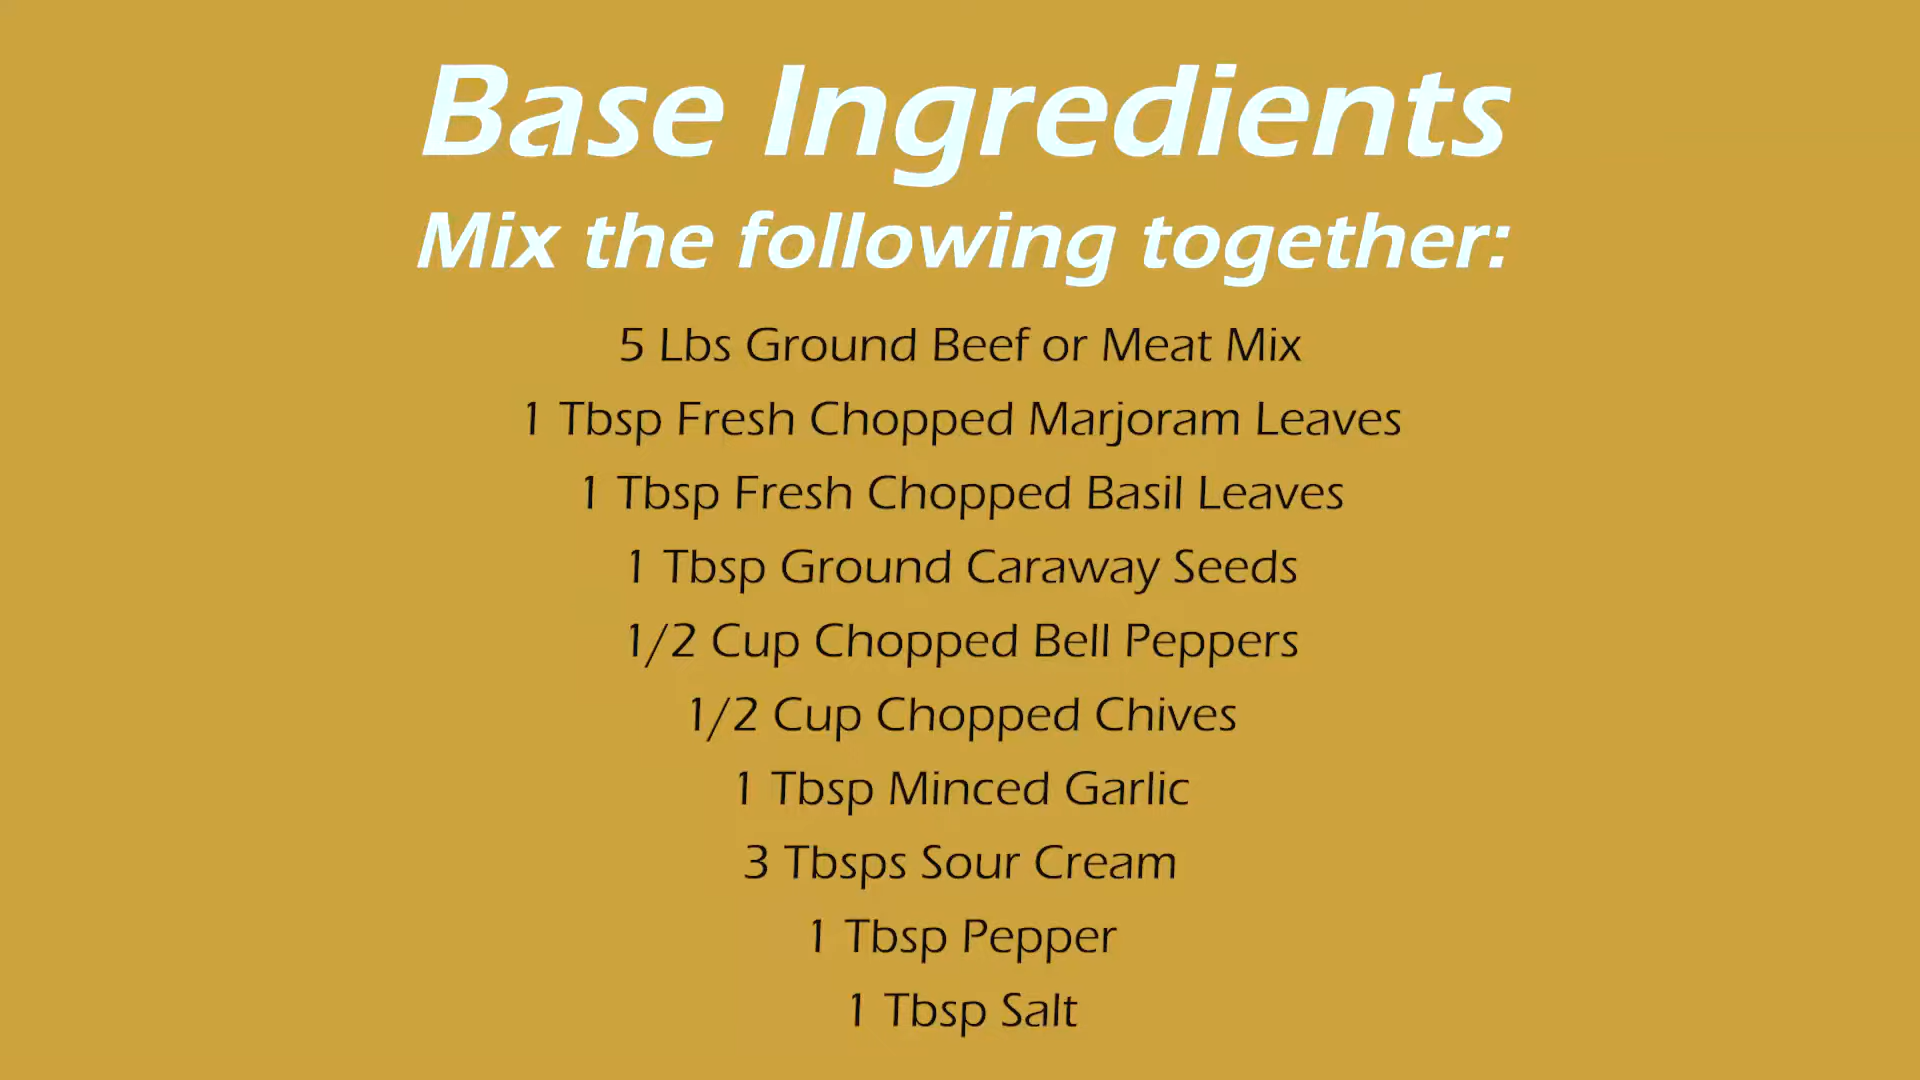 Base Ingredients
Mix the following together:
5 Lbs Ground Beef or Meat Mix
1 Tbsp Fresh Chopped Marjoram Leaves
1 Tbsp Fresh Chopped Basil Leaves
1 Tbsp Ground Caraway Seeds
1/2 Cup Chopped Bell Peppers
1/2 Cup Chopped Chives
1 Tbsp Minced Garlic
3 Tbsps Sour Cream
1 Tbsp Pepper
1 Tbsp Salt